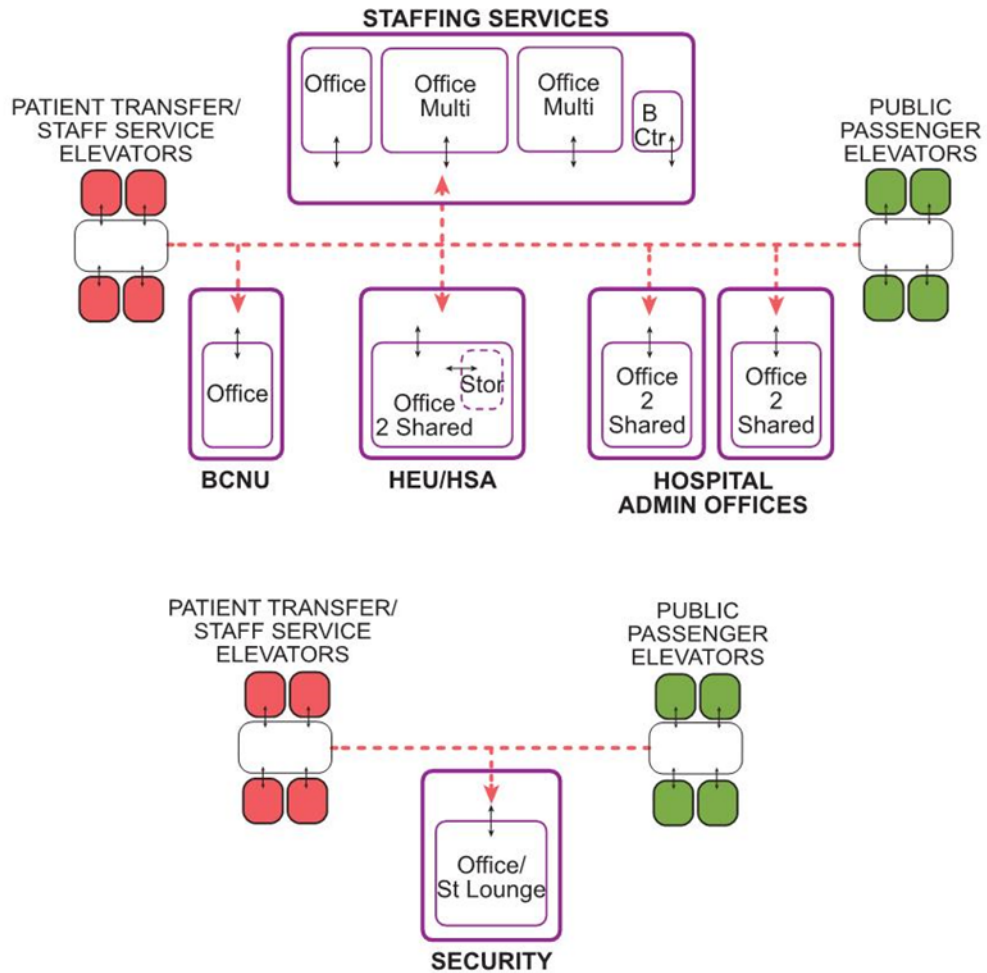 STAFFING SERVICES
Office
Office
Multi
Office
Multi
B
Ctr
PATIENT TRANSFER/
STAFF SERVICE
ELEVATORS
PUBLIC
PASSENGER
ELEVATORS
Office
Stor
Office
2 Shared
Office
2
Shared
Office
2
Shared
BCNU
HEU/HSA
HOSPITAL
ADMIN OFFICES
PATIENT TRANSFER/
STAFF SERVICE
ELEVATORS
PUBLIC
PASSENGER
ELEVATORS
Office/
St Lounge
SECURITY